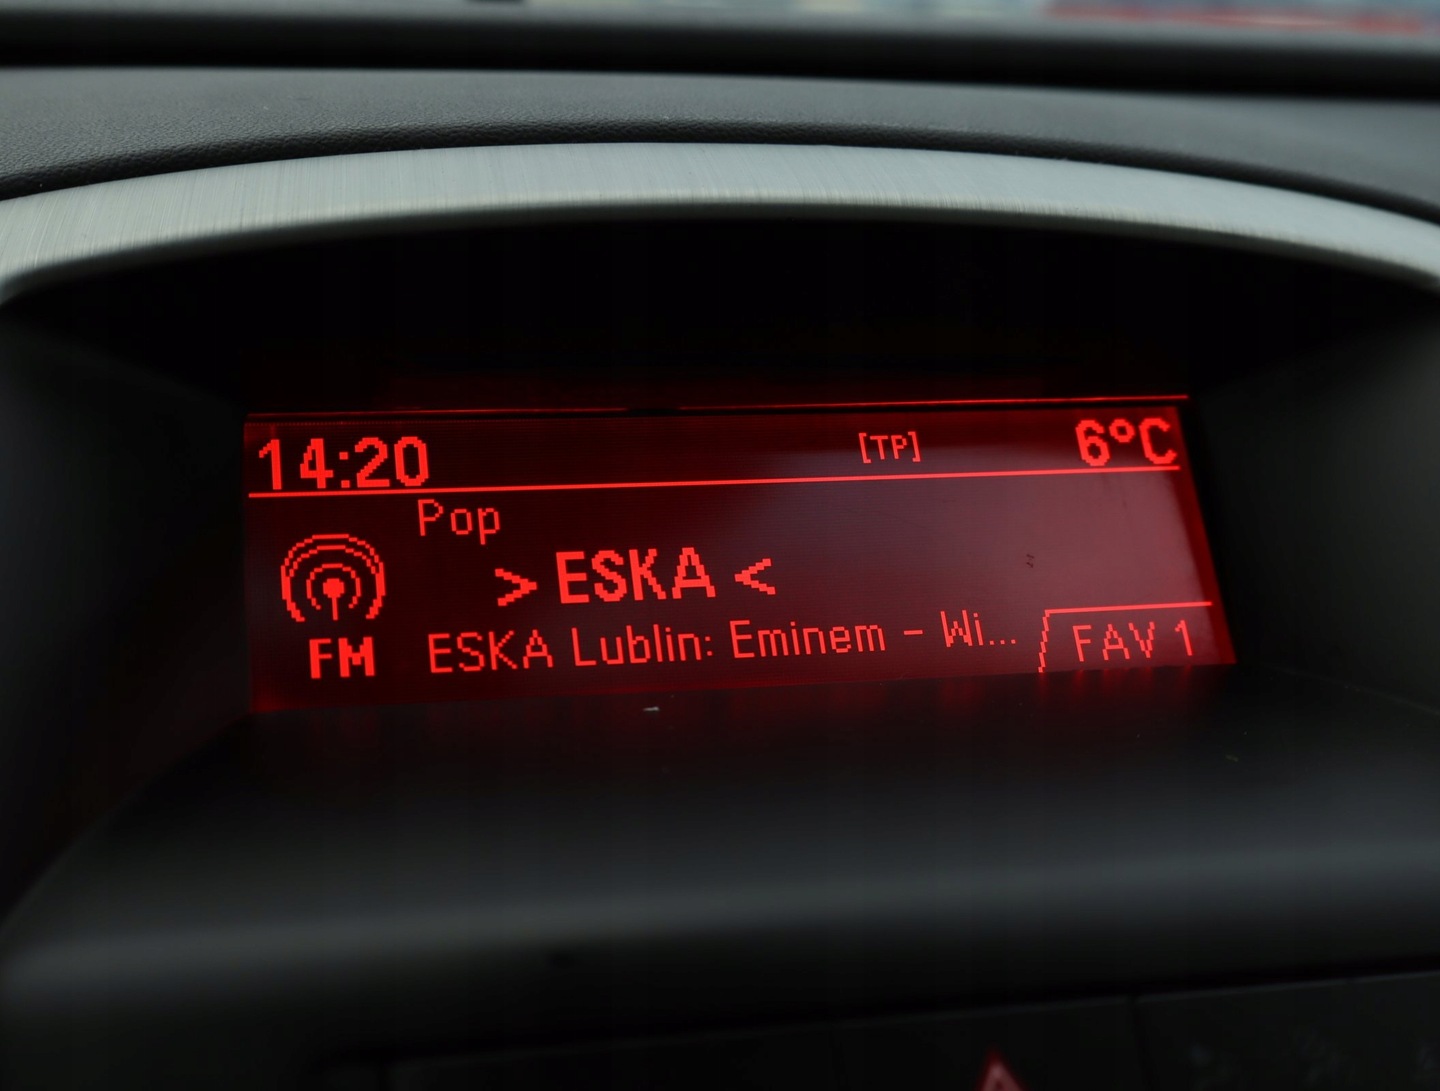 14:20 [TP] 6°C
Pop
> ESKA <
FM ESKA Lublin: Eminem - Wi... FAV 1